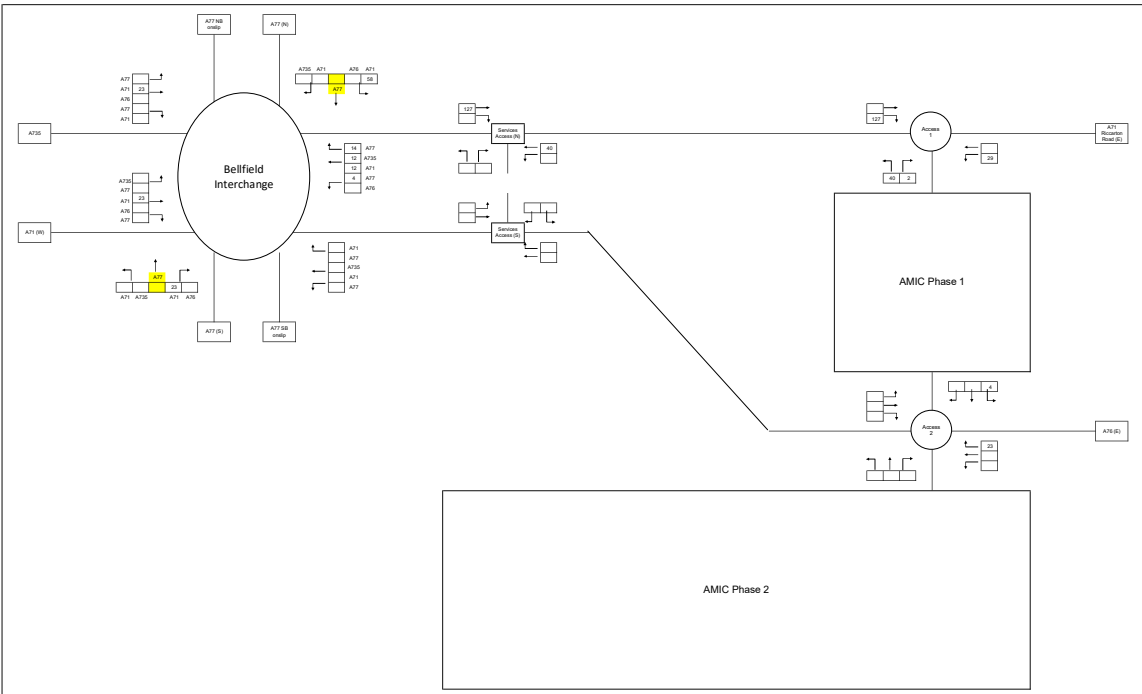 A77 NB
onslip
A77 (N)
A735 A71 A76 A71
58
A77
A77
A71 23
A76
A77
A71
A735
Bellfield
Interchange
14 A77
12 A735
12 A71
4 A77
A76
127
Services
Access (N)
40
127
Access
1
A71
Riccarton
Road (E)
29
40 2
A735
A77
A71 23
A76
A77
A71 (W)
Services
Access (S)
A71
A77
A735
A71
A77
A77
23
A71 A735 A71 A76
A77 (S)
A77 SB
onslip
AMIC Phase 1
4
Access
2
A76 (E)
23
AMIC Phase 2